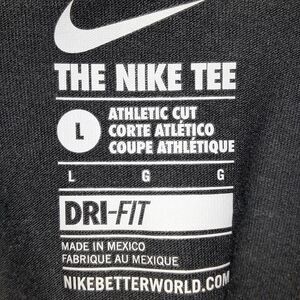 THE NIKE TEE
L
ATHLETIC CUT
CORTE ATLÉTICO
COUPE ATHLÉTIQUE
L G G
DRI-FIT
MADE IN MEXICO
FABRIQUE AU MEXIQUE
NIKEBETTERWORLD.COM